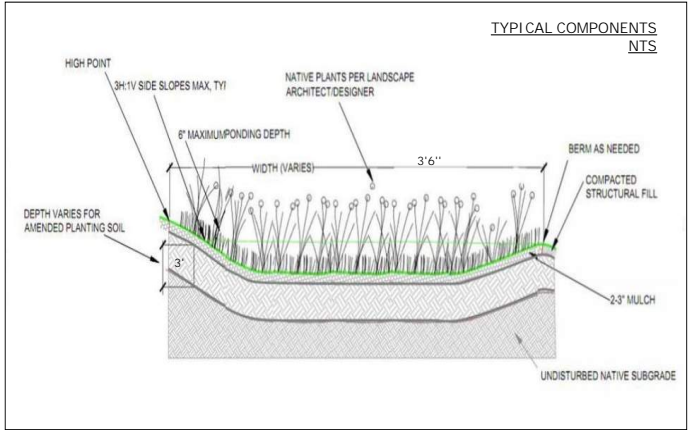 TYPICAL COMPONENTS
NTS
HIGH POINT
3H:1V SIDE SLOPES MAX, TYP
NATIVE PLANTS PER LANDSCAPE
ARCHITECT/DESIGNER
6" MAXIMUMPONDING DEPTH
WIDTH (VARIES)
3'6''
BERM AS NEEDED
COMPACTED
STRUCTURAL FILL
DEPTH VARIES FOR
AMENDED PLANTING SOIL
3'
2-3" MULCH
UNDISTURBED NATIVE SUBGRADE